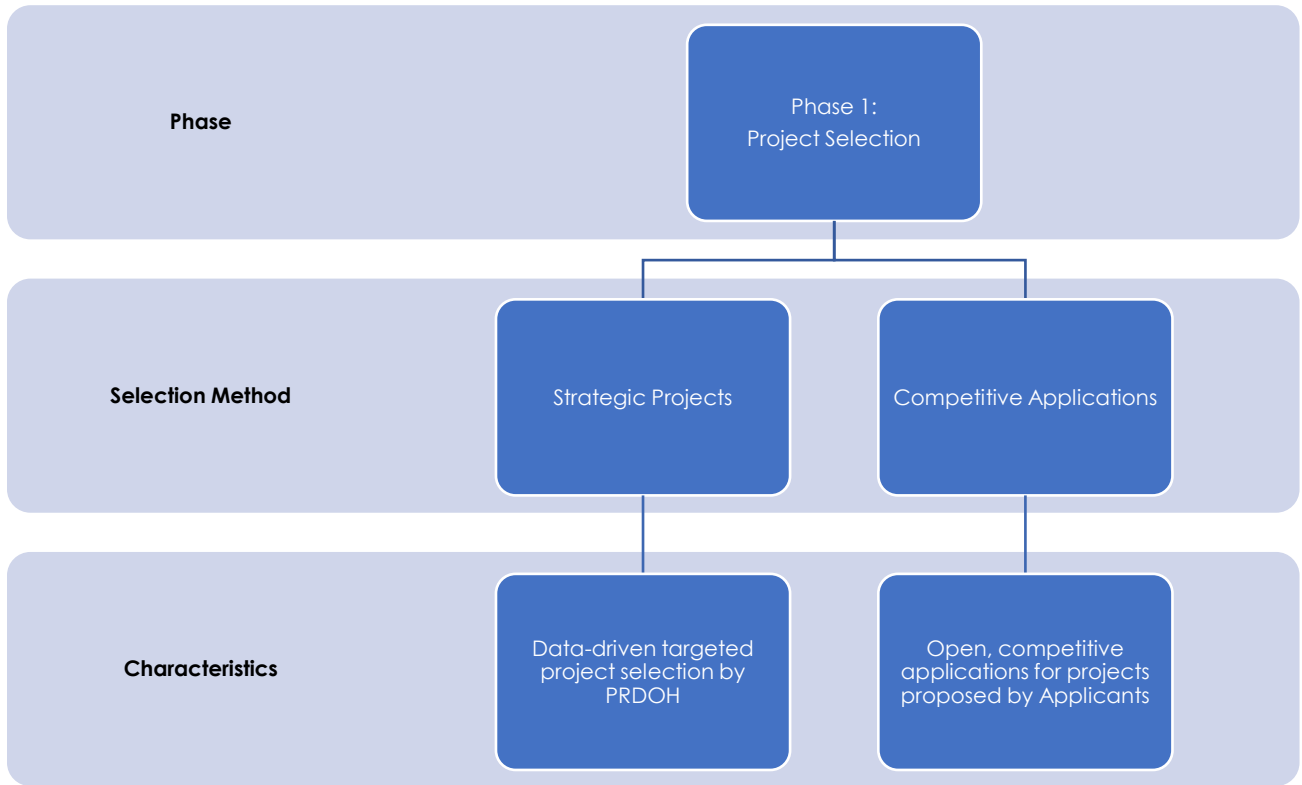 Phase
Phase 1:
Project Selection
Selection Method
Strategic Projects
Competitive Applications
Characteristics
Data-driven targeted
project selection by
PRDOH
Open, competitive
applications for projects
proposed by Applicants